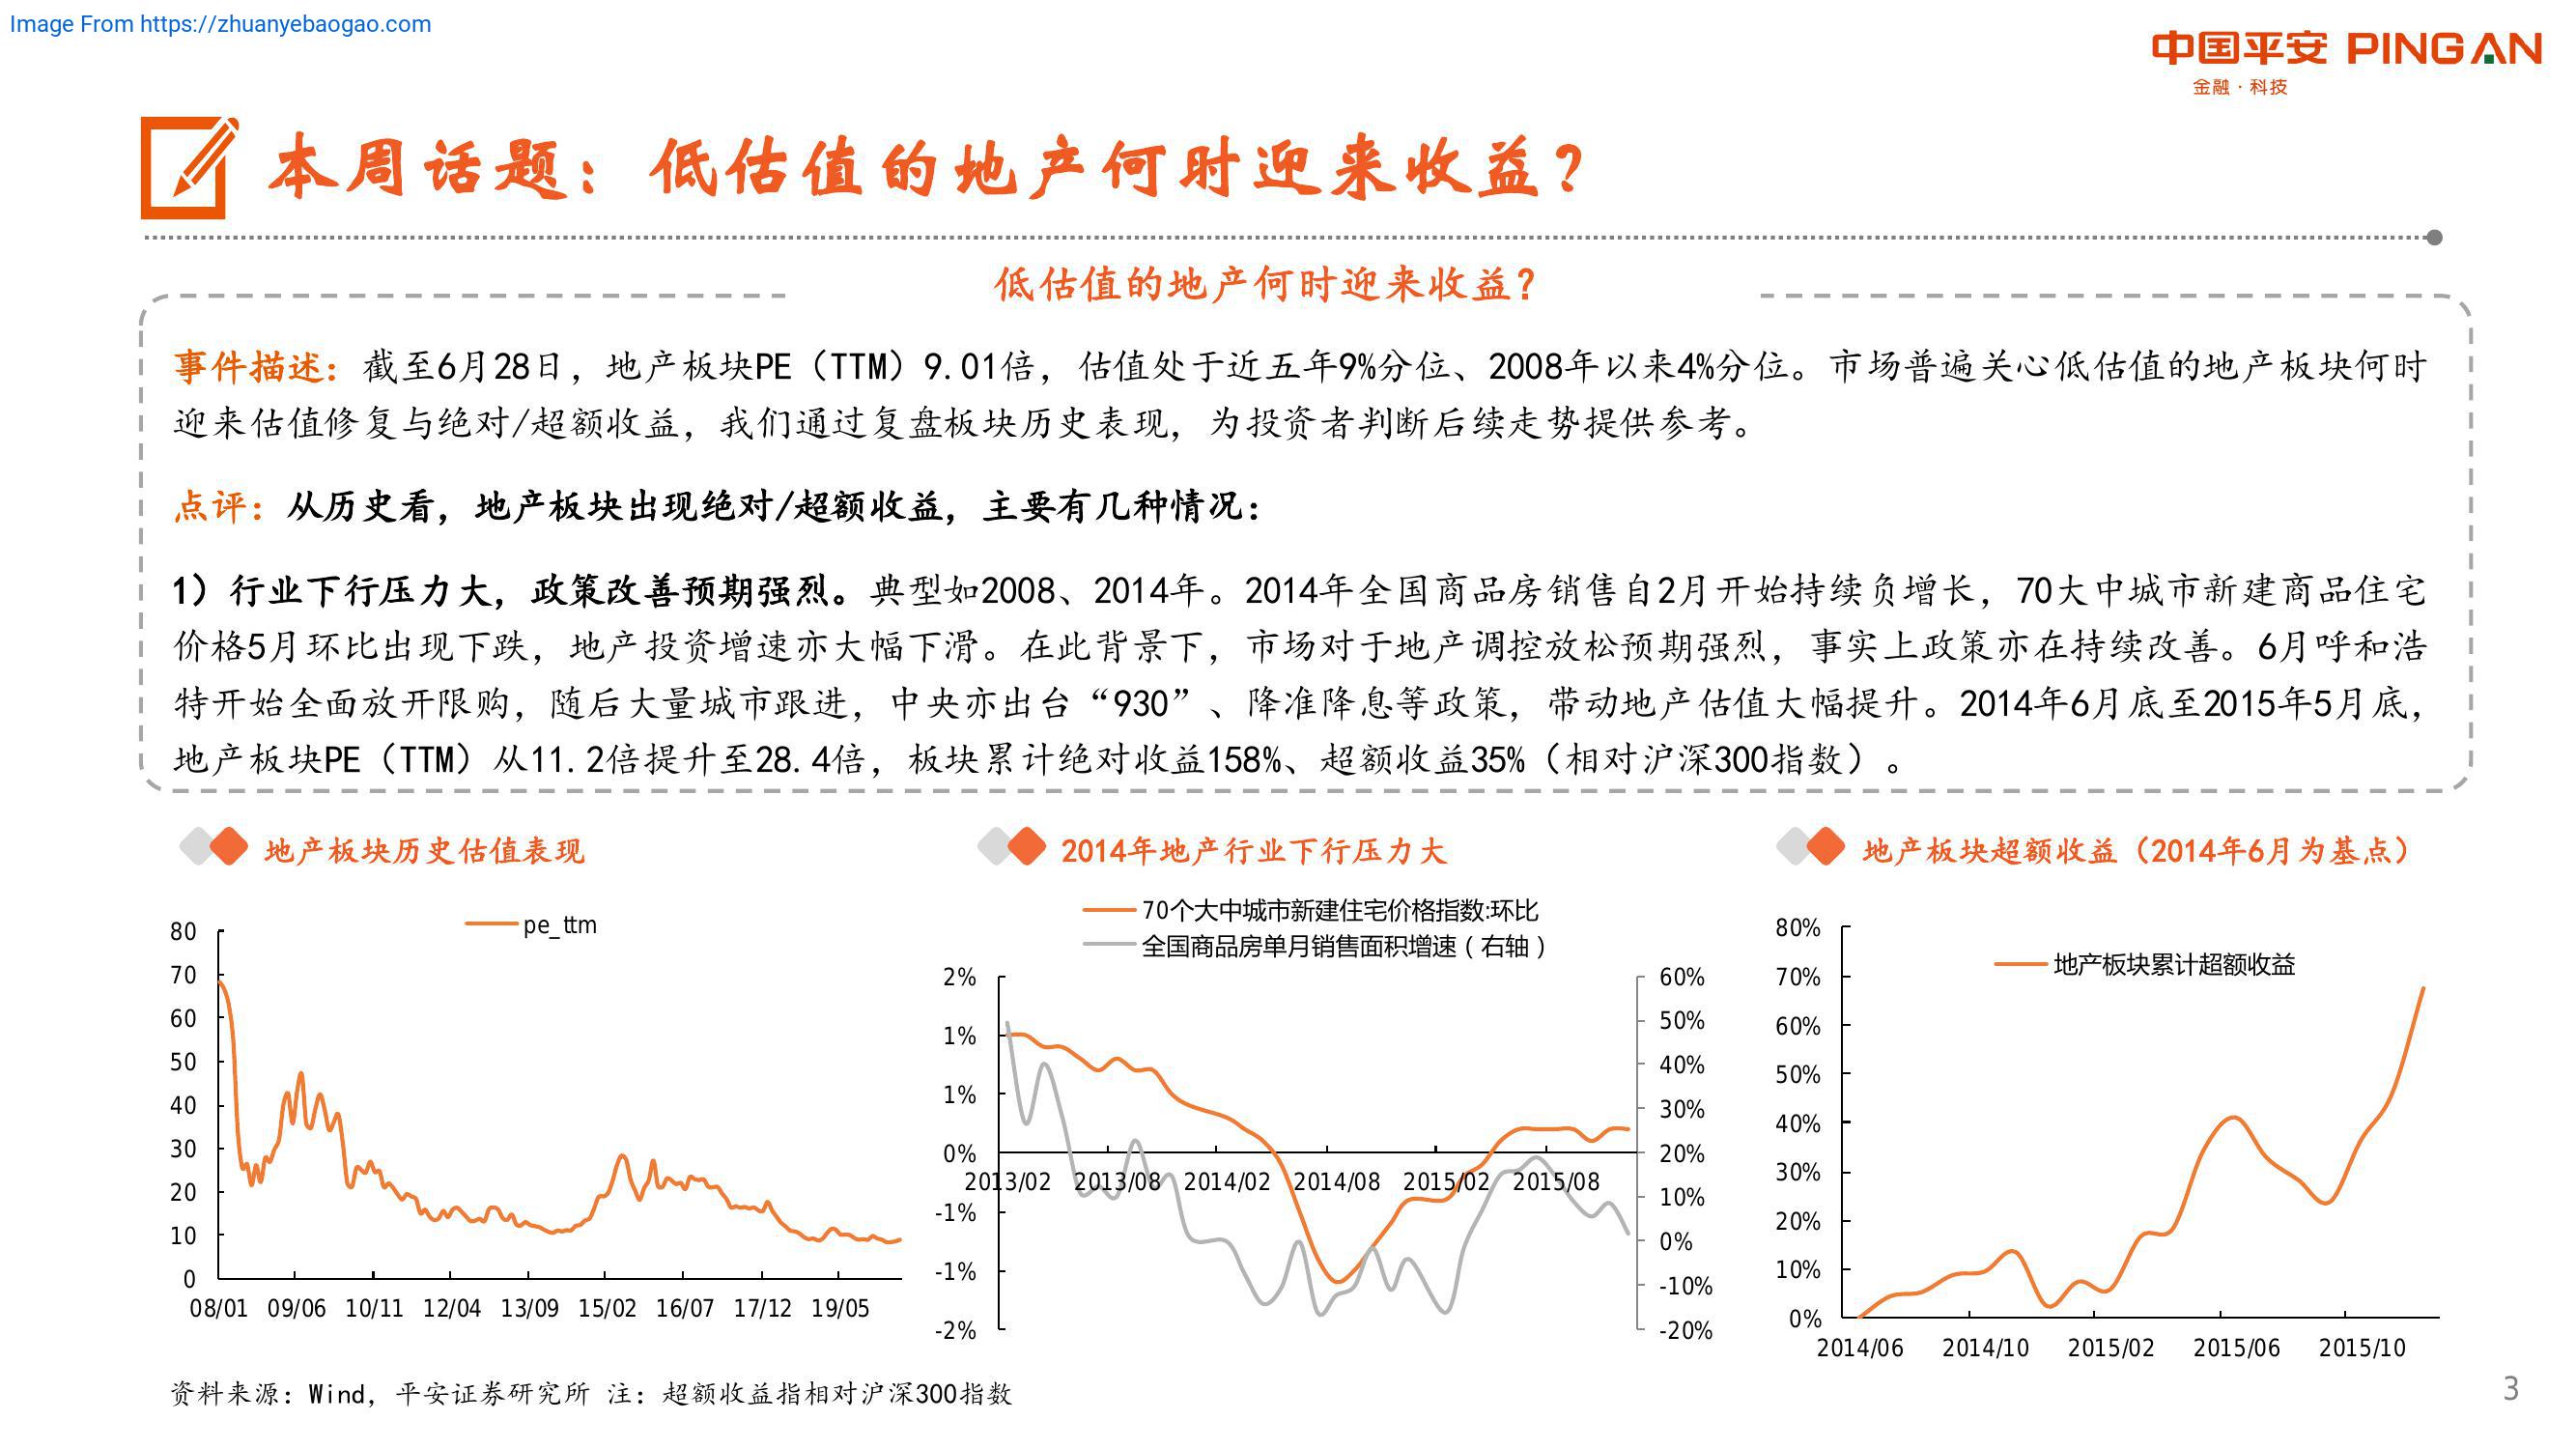 Image From https://zhuanyebaogao.com
中国平安 PINGAN
金融·科技
本周话题：低估值的地产何时迎来收益？
低估值的地产何时迎来收益？
事件描述：截至6月28日，地产板块PE（TTM）9.01倍，估值处于近五年9%分位、2008年以来4%分位。市场普遍关心低估值的地产板块何时
迎来估值修复与绝对/超额收益，我们通过复盘板块历史表现，为投资者判断后续走势提供参考。
点评：从历史看，地产板块出现绝对/超额收益，主要有几种情况：
1）行业下行压力大，政策改善预期强烈。典型如2008、2014年。2014年全国商品房销售自2月开始持续负增长，70大中城市新建商品住宅
价格5月环比出现下跌，地产投资增速亦大幅下滑。在此背景下，市场对于地产调控放松预期强烈，事实上政策亦在持续改善。6月呼和浩
特开始全面放开限购，随后大量城市跟进，中央亦出台“930”、降准降息等政策，带动地产估值大幅提升。2014年6月底至2015年5月底，
地产板块PE（TTM）从11.2倍提升至28.4倍，板块累计绝对收益158%、超额收益35%（相对沪深300指数）。
地产板块历史估值表现
pe_ttm
80
70
60
50
40
30
20
10
0
08/01 09/06 10/11 12/04 13/09 15/02 16/07 17/12 19/05
2014年地产行业下行压力大
70个大中城市新建住宅价格指数:环比
全国商品房单月销售面积增速（右轴）
2%
1%
1%
0%
-1%
-1%
-2%
60%
50%
40%
30%
20%
10%
0%
-10%
-20%
2013/02 2013/08 2014/02 2014/08 2015/02 2015/08
地产板块超额收益（2014年6月为基点）
地产板块累计超额收益
80%
70%
60%
50%
40%
30%
20%
10%
0%
2014/06 2014/10 2015/02 2015/06 2015/10
资料来源：Wind，平安证券研究所 注：超额收益指相对沪深300指数
3